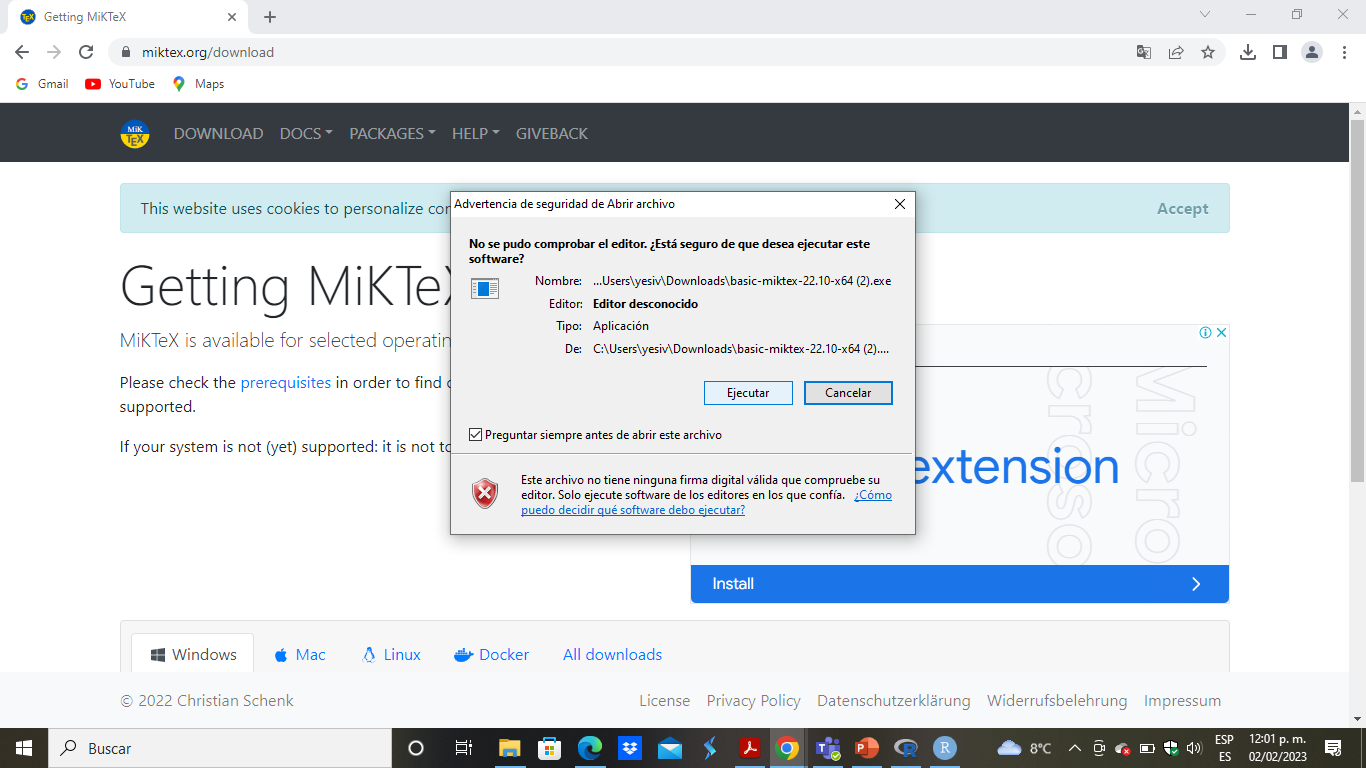 Getting MiKTeX
miktex.org/download
Gmail
YouTube
Maps
MiK
TEX
DOWNLOAD
DOCS
PACKAGES
HELP
GIVEBACK
This website uses cookies to personalize con
Accept
Getting MiKTeX
MiKTeX is available for selected operatin
Please check the prerequisites in order to find o
supported.
If your system is not (yet) supported: it is not to
Advertencia de seguridad de Abrir archivo
No se pudo comprobar el editor. ¿Está seguro de que desea ejecutar este
software?
Nombre: ...Users\yesiv\Downloads\basic-miktex-22.10-x64 (2).exe
Editor: Editor desconocido
Tipo: Aplicación
De: C:\Users\yesiv\Downloads\basic-miktex-22.10-x64 (2)....
Ejecutar
Cancelar
Preguntar siempre antes de abrir este archivo
Este archivo no tiene ninguna firma digital válida que compruebe su
editor. Solo ejecute software de los editores en los que confía. ¿Cómo
puedo decidir qué software debo ejecutar?
extension
Micro
croso
Install
Windows
Mac
Linux
Docker
All downloads
© 2022 Christian Schenk
License
Privacy Policy
Datenschutzerklärung
Widerrufsbelehrung
Impressum
Buscar
8°C
ESP
ES
12:01 p. m.
02/02/2023